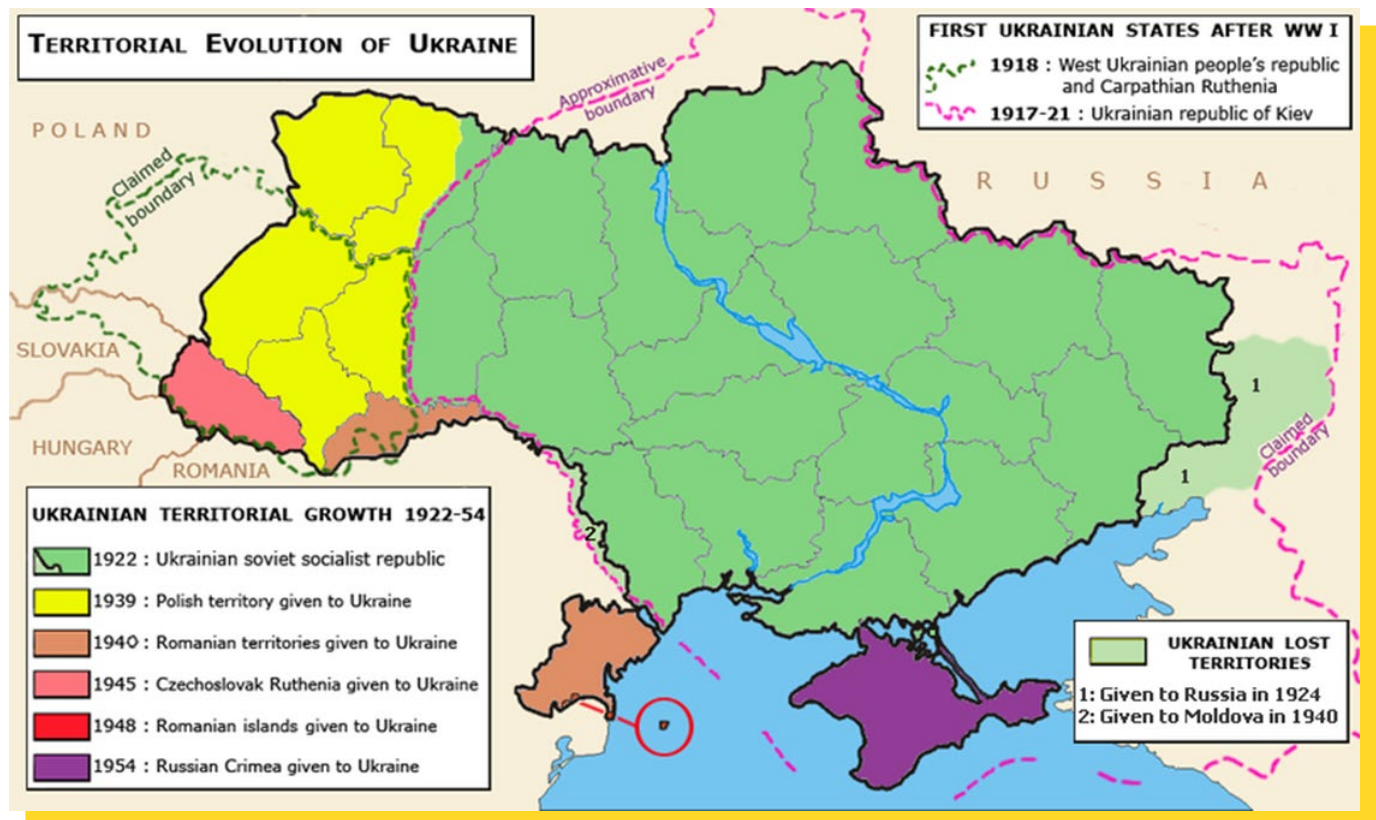 TERRITORIAL EVOLUTION OF UKRAINE
FIRST UKRAINIAN STATES AFTER WW I
1918 : West Ukrainian people's republic
and Carpathian Ruthenia
1917-21 : Ukrainian republic of Kiev
Approximative
boundary
POLAND
Claimed
boundary
RUSSIA
SLOVAKIA
HUNGARY
ROMANIA
1
1
Claimed
boundary
2
UKRAINIAN TERRITORIAL GROWTH 1922-54
1922 : Ukrainian soviet socialist republic
1939 : Polish territory given to Ukraine
1940 : Romanian territories given to Ukraine
1945 : Czechoslovak Ruthenia given to Ukraine
1948 : Romanian islands given to Ukraine
1954 : Russian Crimea given to Ukraine
UKRAINIAN LOST
TERRITORIES
1: Given to Russia in 1924
2: Given to Moldova in 1940